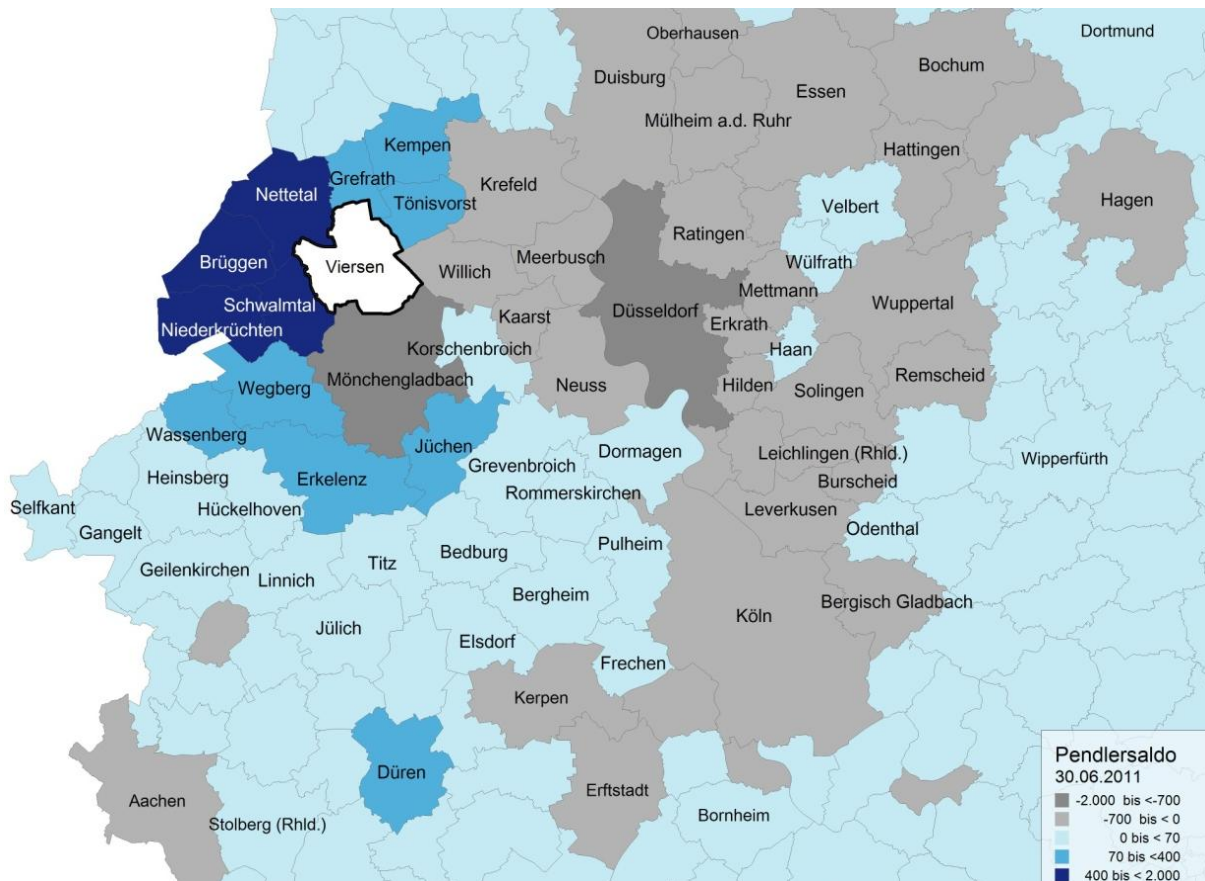 Oberhausen
Dortmund
Duisburg
Essen
Bochum
Mülheim a.d. Ruhr
Kempen
Hattingen
Grefrath
Nettetal
Krefeld
Tönisvorst
Velbert
Hagen
Ratingen
Brüggen
Viersen
Willich
Meerbusch
Wülfrath
Mettmann
Schwalmtal
Wuppertal
Niederkrüchten
Kaarst
Düsseldorf
Erkrath
Korschenbroich
Haan
Mönchengladbach
Neuss
Hilden
Solingen
Remscheid
Wegberg
Wassenberg
Jüchen
Dormagen
Leichlingen (Rhld.)
Wipperfürth
Heinsberg
Erkelenz
Grevenbroich
Rommerskirchen
Burscheid
Selfkant
Hückelhoven
Leverkusen
Gangelt
Odenthal
Pulheim
Titz
Bedburg
Geilenkirchen
Linnich
Bergheim
Bergisch Gladbach
Köln
Jülich
Elsdorf
Frechen
Kerpen
Düren
Erftstadt
Aachen
Bornheim
Stolberg (Rhld.)
Pendlersaldo
30.06.2011
-2.000 bis <-700
-700 bis < 0
0 bis < 70
70 bis <400
400 bis < 2.000